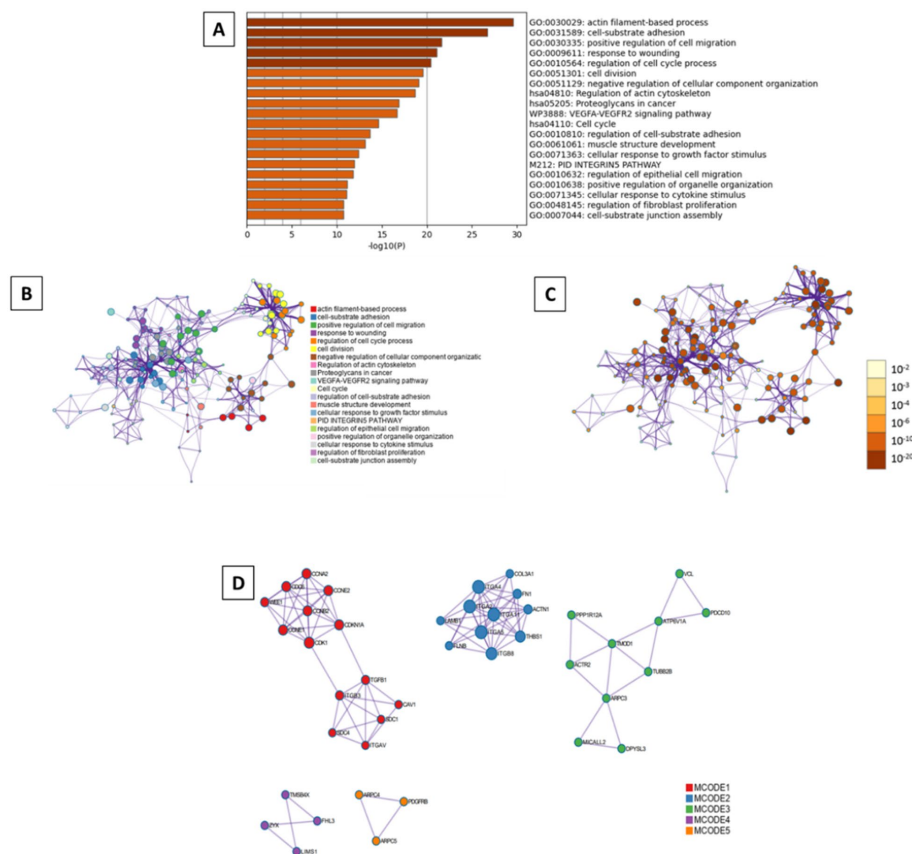 A
GO:0030029: actin filament-based process
GO:0031589: cell-substrate adhesion
GO:0030335: positive regulation of cell migration
GO:0009611: response to wounding
GO:0010564: regulation of cell cycle process
GO:0051301: cell division
GO:0051129: negative regulation of cellular component organization
hsa04810: Regulation of actin cytoskeleton
hsa05205: Proteoglycans in cancer
WP3888: VEGFA-VEGFR2 signaling pathway
hsa04110: Cell cycle
GO:0010810: regulation of cell-substrate adhesion
GO:0061061: muscle structure development
GO:0071363: cellular response to growth factor stimulus
M212: PID INTEGRIN5 PATHWAY
GO:0010632: regulation of epithelial cell migration
GO:0010638: positive regulation of organelle organization
GO:0071345: cellular response to cytokine stimulus
GO:0048145: regulation of fibroblast proliferation
GO:0007044: cell-substrate junction assembly
0 5 10 15 20 25 30
-log10(P)
B
actin filament-based process
cell-substrate adhesion
positive regulation of cell migration
response to wounding
regulation of cell cycle process
cell division
negative regulation of cellular component organizatic
Regulation of actin cytoskeleton
Proteoglycans in cancer
VEGFA-VEGFR2 signaling pathway
Cell cycle
regulation of cell-substrate adhesion
muscle structure development
cellular response to growth factor stimulus
PID INTEGRIN5 PATHWAY
regulation of epithelial cell migration
positive regulation of organelle organization
cellular response to cytokine stimulus
regulation of fibroblast proliferation
cell-substrate junction assembly
C
10-2
10-3
10-4
10-6
10-10
10-20
D
CCNA2
CCNE2
CCNB2
CDKN1A
CCNE1
CDK1
TGFB1
CAV1
SDC1
SDC4
ITGAV
COL3A1
ITGA4
FN1
ACTN1
LAMB1
THBS1
ITGA5
FLNB
ITGB8
VCL
PDCD10
PPP1R12A
ATP6V1A
TMOD1
ACTR2
TUBB2B
ARPC3
MICALL2
DPYSL3
TMSB4X
FHL3
ZYX
LIMS1
ARPC4
PDGFRB
ARPC5
MCODE1
MCODE2
MCODE3
MCODE4
MCODE5